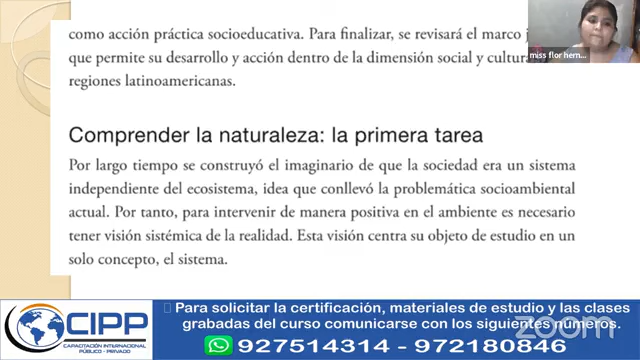 como acción práctica socioeducativa. Para finalizar, se revisará el marco
que permite su desarrollo y acción dentro de la dimensión social y
regiones latinoamericanas.
Comprender la naturaleza: la primera tarea
Por largo tiempo se construyó el imaginario de que la sociedad era un sistema
independiente del ecosistema, idea que conllevó la problemática socioambiental
actual. Por tanto, para intervenir de manera positiva en el ambiente es necesario
tener visión sistémica de la realidad. Esta visión centra su objeto de estudio en un
solo concepto, el sistema.
miss flor hern...
CIPP
CAPACITACIÓN INTERNACIONAL
PÚBLICO - PRIVADO
Para solicitar la certificación, materiales de estudio y las clases
grabadas del curso comunicarse con los siguientes números.
927514314 - 972180846
zoom